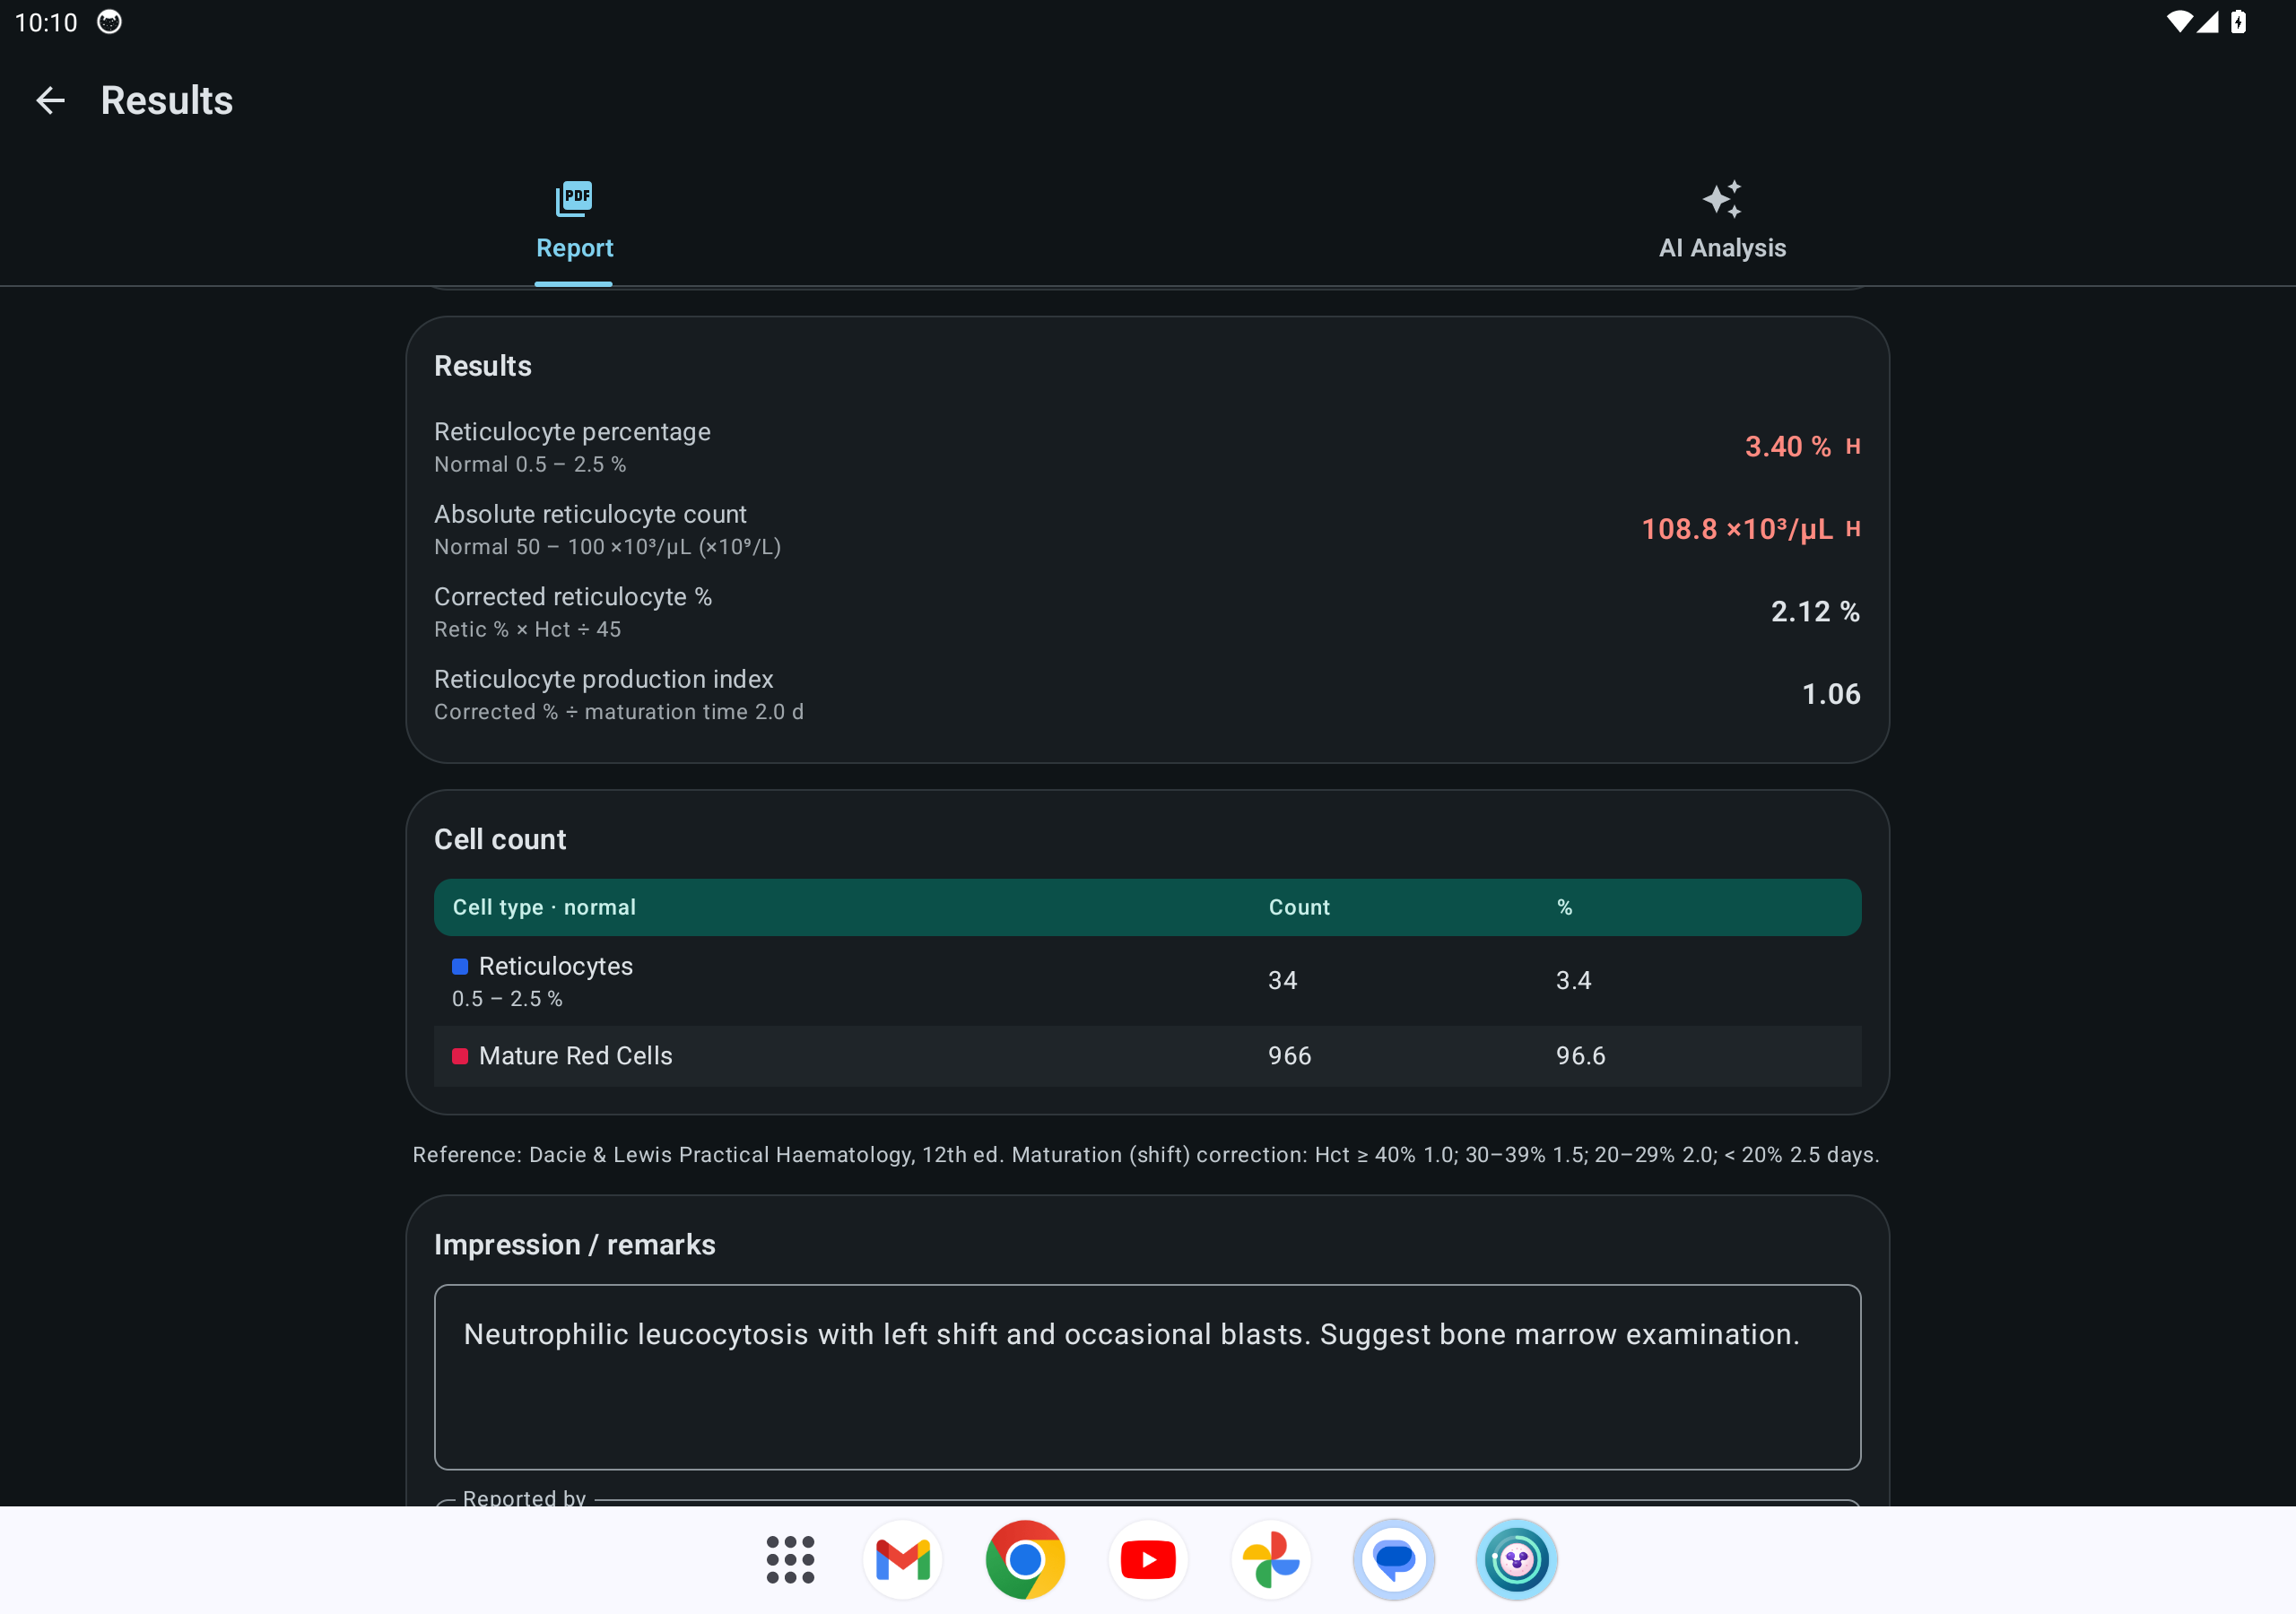 10:10
Results
PDF
Report
AI Analysis
Results
Reticulocyte percentage
Normal 0.5 – 2.5 %
3.40 % H
Absolute reticulocyte count
Normal 50 – 100 ×10³/µL (×10⁹/L)
108.8 ×10³/µL H
Corrected reticulocyte %
Retic % × Hct ÷ 45
2.12 %
Reticulocyte production index
Corrected % ÷ maturation time 2.0 d
1.06
Cell count
Cell type · normal Count %
Reticulocytes
0.5 – 2.5 %
34 3.4
Mature Red Cells 966 96.6
Reference: Dacie & Lewis Practical Haematology, 12th ed. Maturation (shift) correction: Hct ≥ 40% 1.0; 30–39% 1.5; 20–29% 2.0; < 20% 2.5 days.
Impression / remarks
Neutrophilic leucocytosis with left shift and occasional blasts. Suggest bone marrow examination.
Reported by